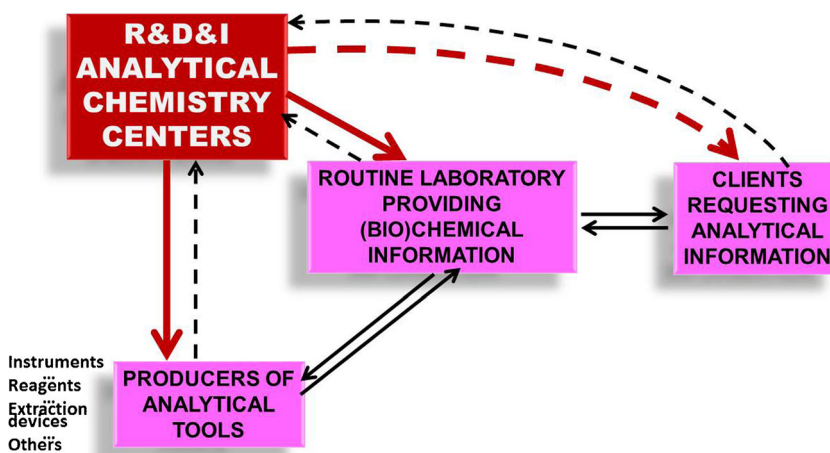 R&D&I
ANALYTICAL
CHEMISTRY
CENTERS
ROUTINE LABORATORY
PROVIDING
(BIO)CHEMICAL
INFORMATION
CLIENTS
REQUESTING
ANALYTICAL
INFORMATION
Instruments
...
Reagents
...
Extraction
devices
...
Others
PRODUCERS OF
ANALYTICAL
TOOLS